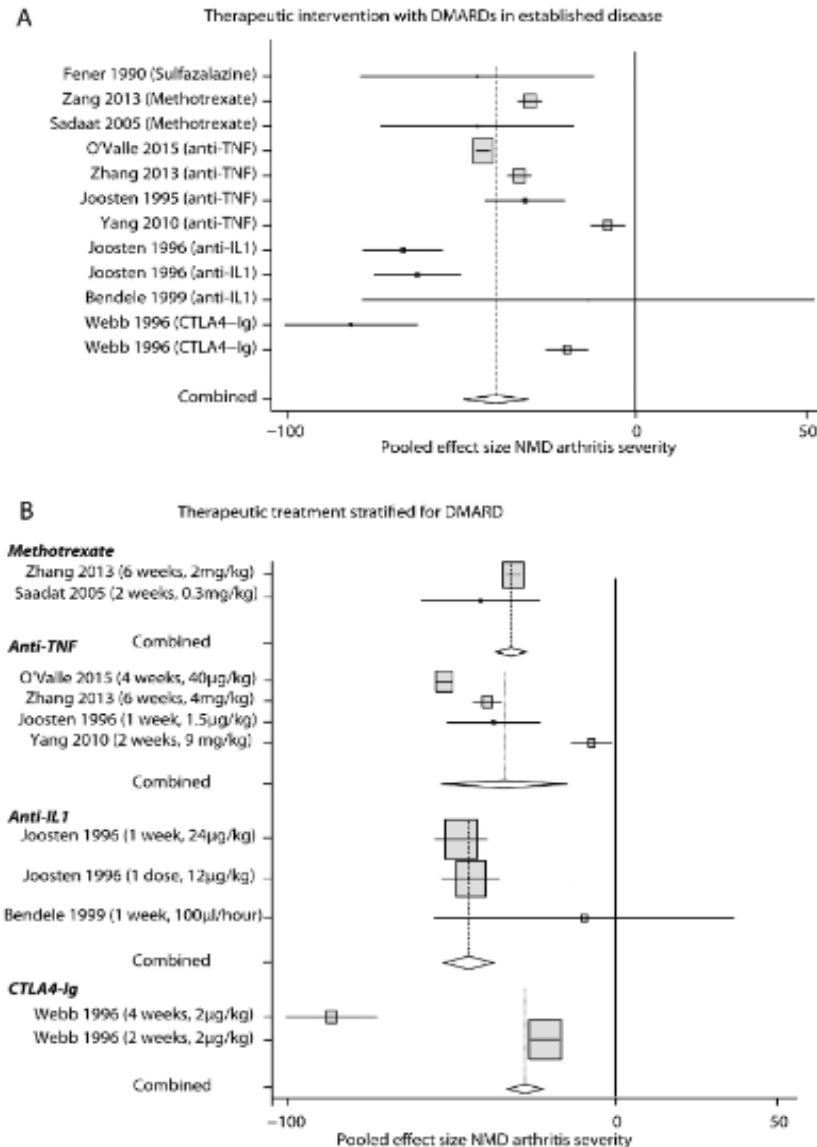 A
Therapeutic intervention with DMARDs in established disease
Fener 1990 (Sulfazalazine)
Zang 2013 (Methotrexate)
Sadaat 2005 (Methotrexate)
O'Valle 2015 (anti-TNF)
Zhang 2013 (anti-TNF)
Joosten 1995 (anti-TNF)
Yang 2010 (anti-TNF)
Joosten 1996 (anti-IL1)
Joosten 1996 (anti-IL1)
Bendele 1999 (anti-IL1)
Webb 1996 (CTLA4-Ig)
Webb 1996 (CTLA4-Ig)
Combined
-100 0 50
Pooled effect size NMD arthritis severity
B
Therapeutic treatment stratified for DMARD
Methotrexate
Zhang 2013 (6 weeks, 2mg/kg)
Saadat 2005 (2 weeks, 0.3mg/kg)
Combined
Anti-TNF
O'Valle 2015 (4 weeks, 40µg/kg)
Zhang 2013 (6 weeks, 4mg/kg)
Joosten 1996 (1 week, 1.5µg/kg)
Yang 2010 (2 weeks, 9 mg/kg)
Combined
Anti-IL1
Joosten 1996 (1 week, 24µg/kg)
Joosten 1996 (1 dose, 12µg/kg)
Bendele 1999 (1 week, 100µl/hour)
Combined
CTLA4-Ig
Webb 1996 (4 weeks, 2µg/kg)
Webb 1996 (2 weeks, 2µg/kg)
Combined
-100 0 50
Pooled effect size NMD arthritis severity